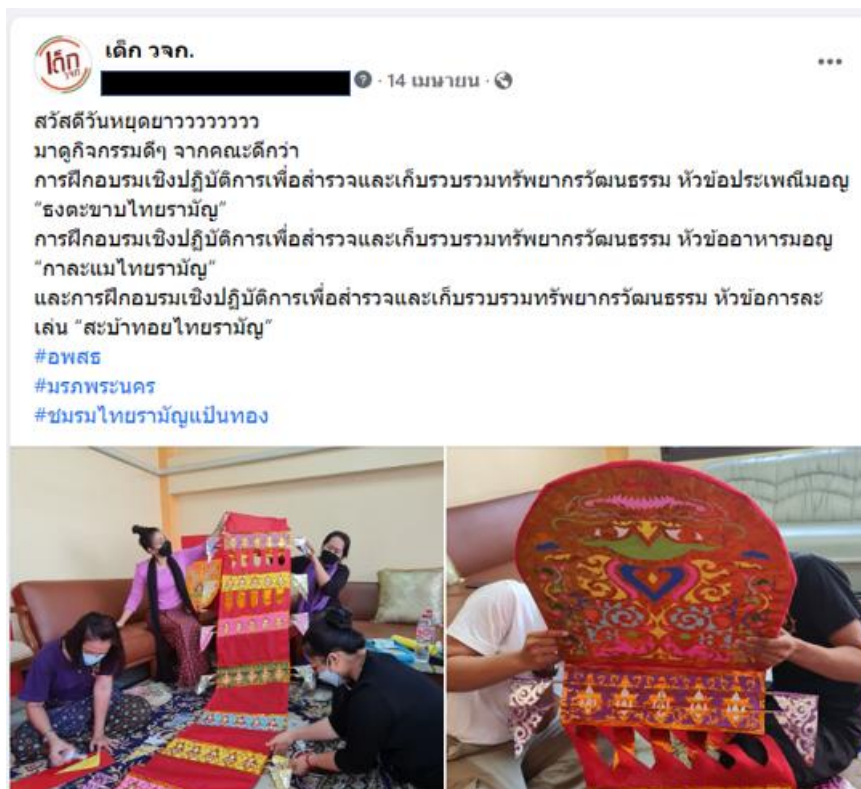 เด็ก วจก.
เด็ก
วจก
14 เมษายน
สวัสดีวันหยุดยาววววววววว
มาดูกิจกรรมดีๆ จากคณะดีกว่า
การฝึกอบรมเชิงปฏิบัติการเพื่อสำรวจและเก็บรวบรวมทรัพยากรวัฒนธรรม หัวข้อประเพณีมอญ
“ธงตะขาบไทยรามัญ”
การฝึกอบรมเชิงปฏิบัติการเพื่อสำรวจและเก็บรวบรวมทรัพยากรวัฒนธรรม หัวข้ออาหารมอญ
“กาละแมไทยรามัญ”
และการฝึกอบรมเชิงปฏิบัติการเพื่อสำรวจและเก็บรวบรวมทรัพยากรวัฒนธรรม หัวข้อการละ
เล่น “สะบ้าทอยไทยรามัญ”
#อพสธ
#มรภพระนคร
#ชมรมไทยรามัญแป้นทอง